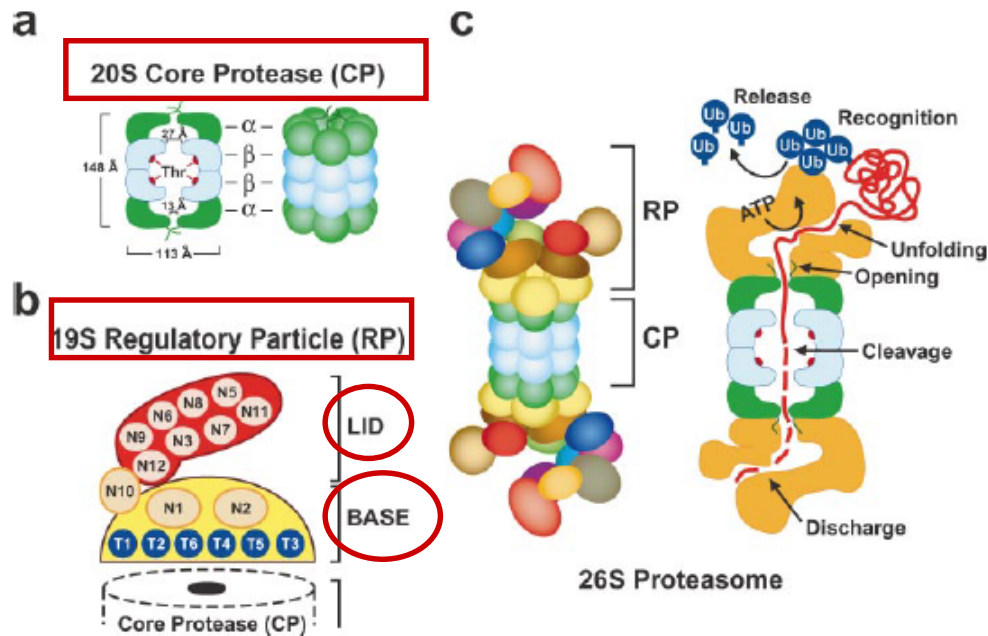 a
20S Core Protease (CP)
27 Å
α
β
148 Å
Thr
β
13 Å
α
113 Å
b
19S Regulatory Particle (RP)
N5
N8
N6
N11
N7
N9
N3
N12
LID
N10
N1
N2
BASE
T1 T2 T6 T4 T5 T3
Core Protease (CP)
c
Release
Ub
Ub
Ub
Recognition
Ub
Ub
Ub
Ub
RP
ATP
Unfolding
Opening
CP
Cleavage
Discharge
26S Proteasome